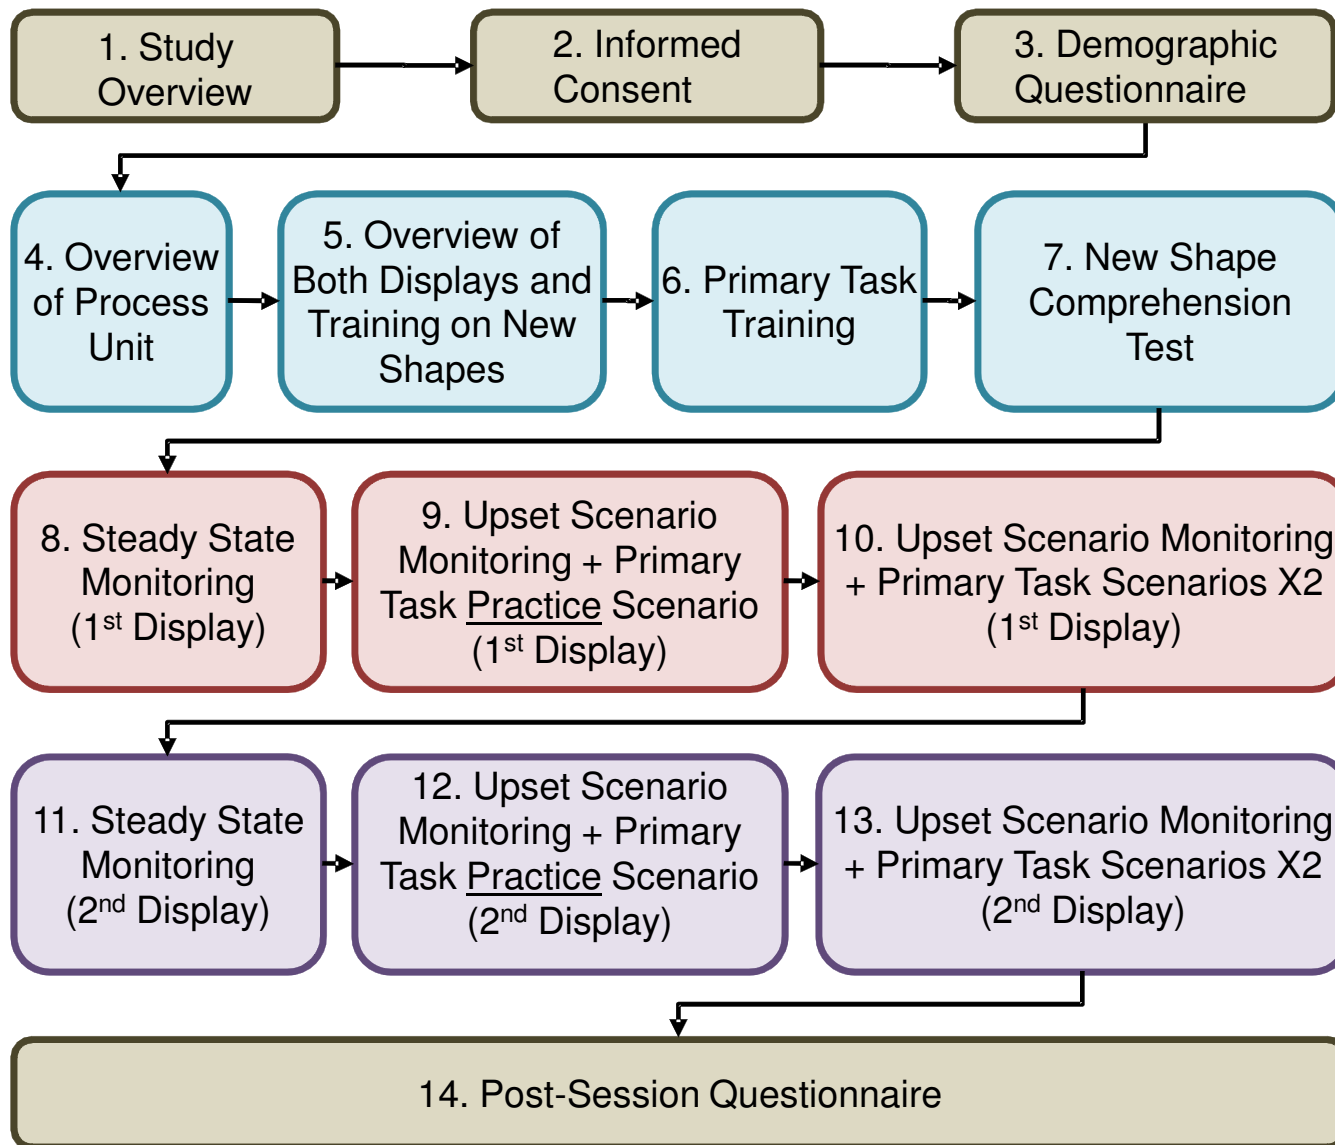 1. Study
Overview
2. Informed
Consent
3. Demographic
Questionnaire
4. Overview
of Process
Unit
5. Overview of
Both Displays and
Training on New
Shapes
6. Primary Task
Training
7. New Shape
Comprehension
Test
8. Steady State
Monitoring
(1st Display)
9. Upset Scenario
Monitoring + Primary
Task Practice Scenario
(1st Display)
10. Upset Scenario Monitoring
+ Primary Task Scenarios X2
(1st Display)
11. Steady State
Monitoring
(2nd Display)
12. Upset Scenario
Monitoring + Primary
Task Practice Scenario
(2nd Display)
13. Upset Scenario Monitoring
+ Primary Task Scenarios X2
(2nd Display)
14. Post-Session Questionnaire